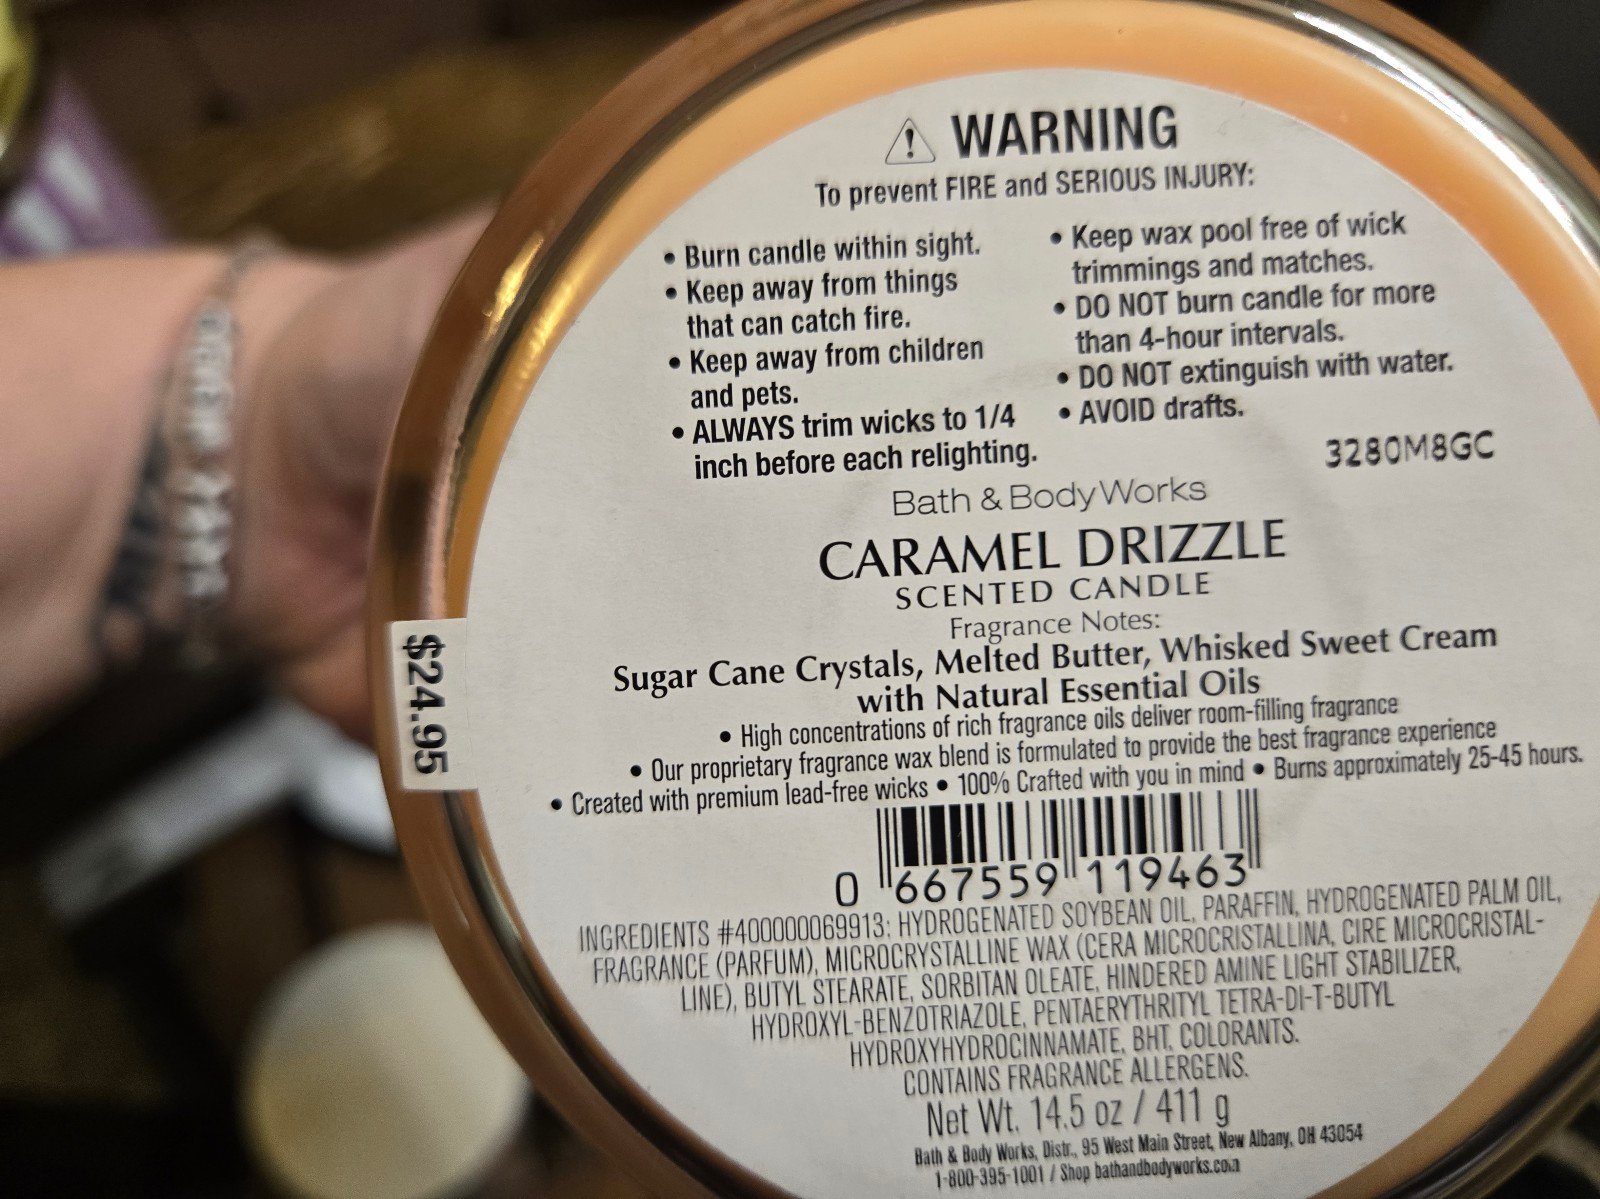 WARNING
To prevent FIRE and SERIOUS INJURY:
• Burn candle within sight.
• Keep away from things
that can catch fire.
• Keep away from children
and pets.
• ALWAYS trim wicks to 1/4
inch before each relighting.
• Keep wax pool free of wick
trimmings and matches.
• DO NOT burn candle for more
than 4-hour intervals.
• DO NOT extinguish with water.
• AVOID drafts.
3280M8GC
Bath & Body Works
CARAMEL DRIZZLE
SCENTED CANDLE
Fragrance Notes:
Sugar Cane Crystals, Melted Butter, Whisked Sweet Cream
with Natural Essential Oils
• High concentrations of rich fragrance oils deliver room-filling fragrance
• Our proprietary fragrance wax blend is formulated to provide the best fragrance experience
• Created with premium lead-free wicks • 100% Crafted with you in mind • Burns approximately 25-45 hours.
$24.95
0 667559 119463
INGREDIENTS #400000069913: HYDROGENATED SOYBEAN OIL, PARAFFIN, HYDROGENATED PALM OIL,
FRAGRANCE (PARFUM), MICROCRYSTALLINE WAX (CERA MICROCRISTALLINA, CIRE MICROCRISTAL-
LINE), BUTYL STEARATE, SORBITAN OLEATE, HINDERED AMINE LIGHT STABILIZER,
HYDROXYL-BENZOTRIAZOLE, PENTAERYTHRITYL TETRA-DI-T-BUTYL
HYDROXYHYDROCINNAMATE, BHT, COLORANTS.
CONTAINS FRAGRANCE ALLERGENS.
Net Wt. 14.5 oz / 411 g
Bath & Body Works, Distr., 95 West Main Street, New Albany, OH 43054
1-800-395-1001 / Shop bathandbodyworks.com